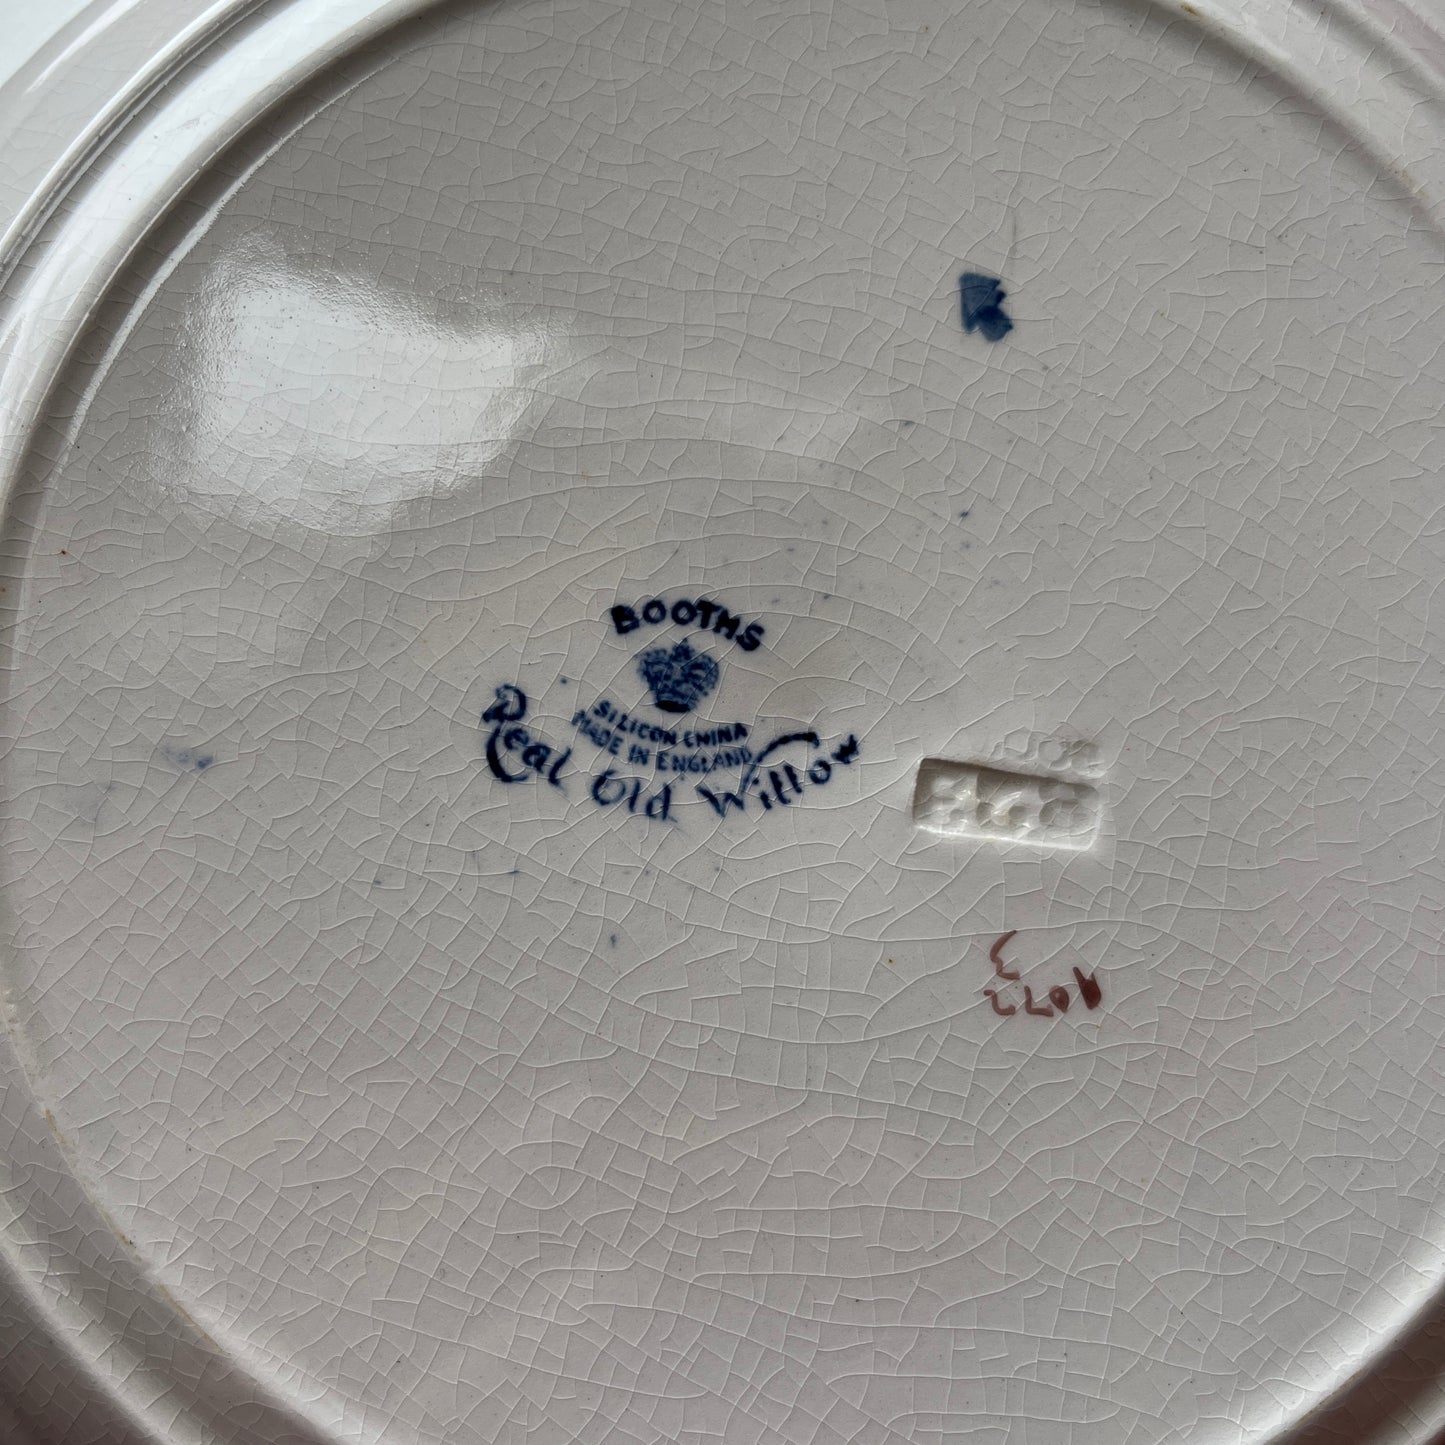 BOOTHS
SILICON CHINA
MADE IN ENGLAND
Real Old Willow